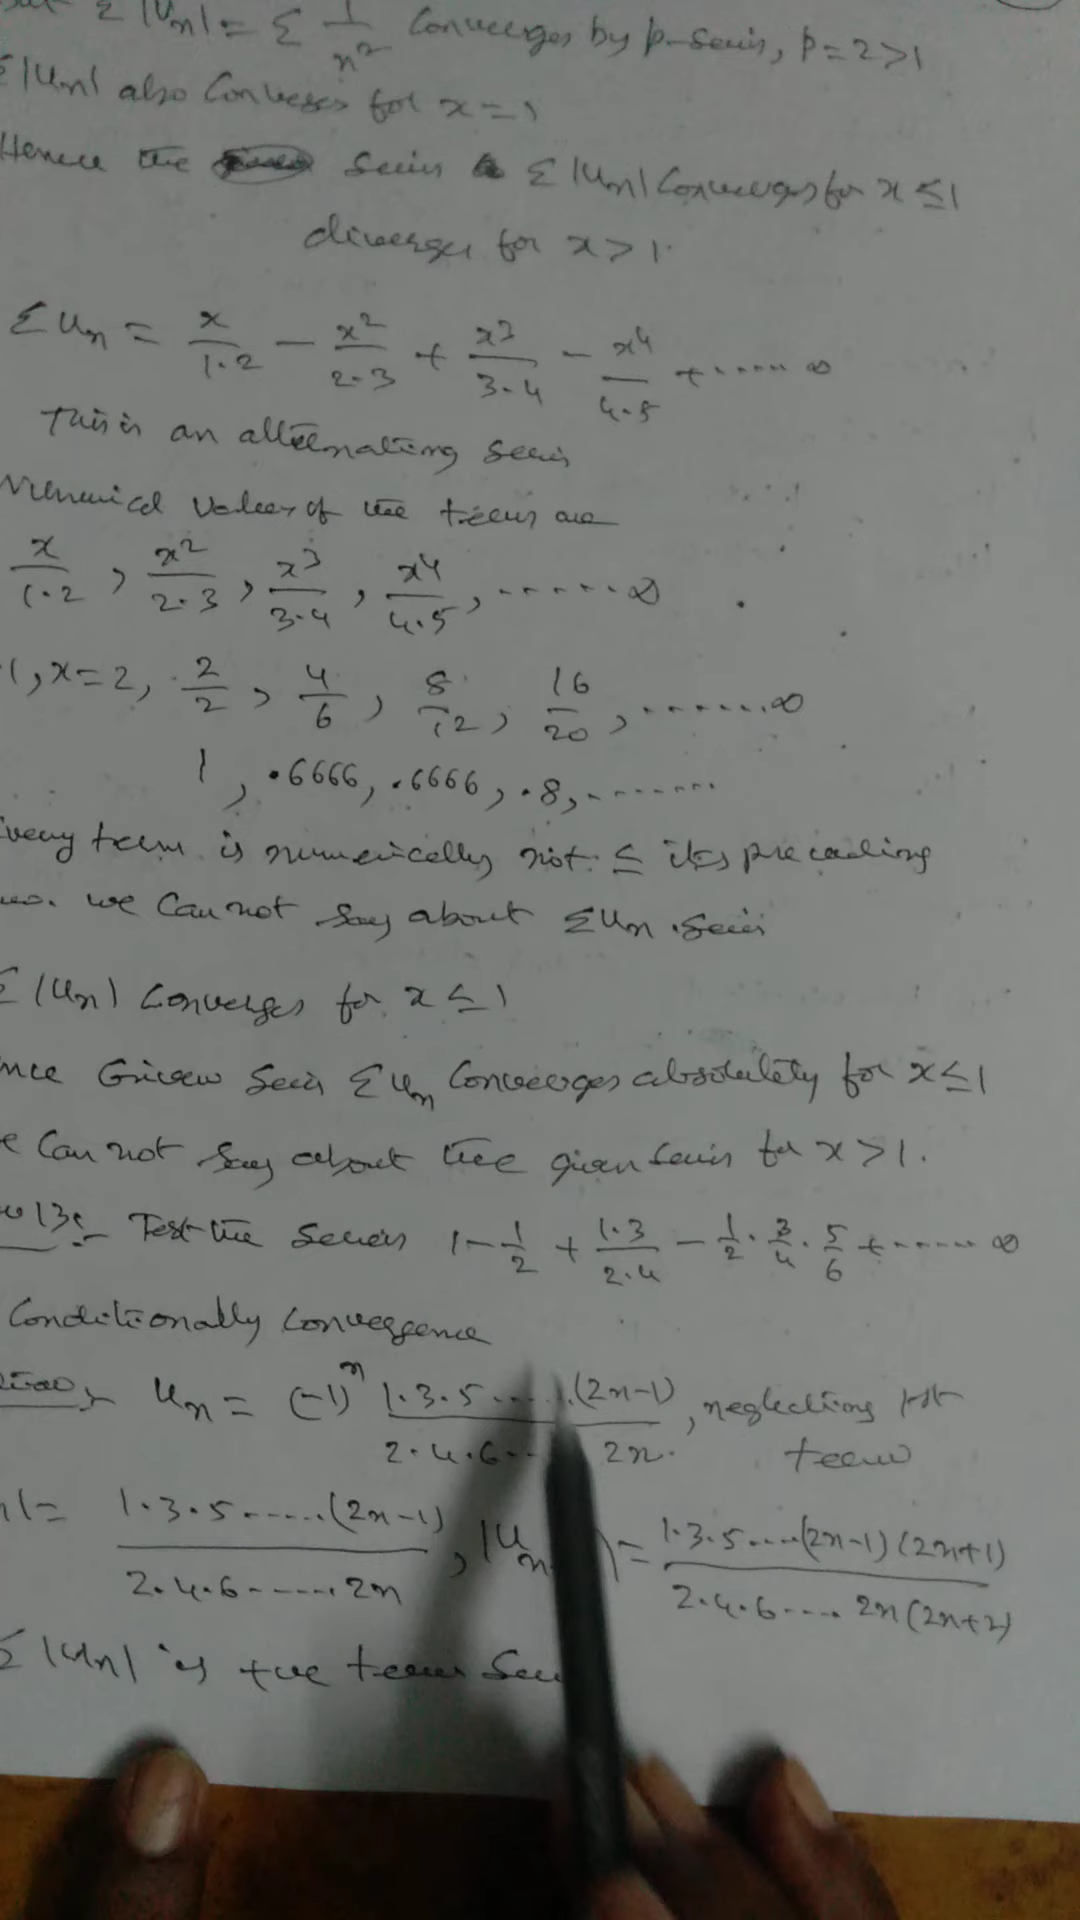 Σ |Vn| = Σ 1/n² Converges by p-series, p=2>1
Σ|Un| also Converges for x=1
Hence the Series Σ|Un| Converges for x≤1
diverges for x>1.
ΣUn = x/1.2 - x²/2.3 + x³/3.4 - x⁴/4.5 + ...... ∞
This is an alternating Series
Numerical Values of the terms are
x/1.2, x²/2.3, x³/3.4, x⁴/4.5, ....... ∞
1, x=2, 2/2, 4/6, 8/12, 16/20, ....... ∞
1, .6666, .6666, .8, ........
Every term is numerically not ≤ its preceeding
we Can not Say about ΣUn Series
Σ|Un| Converges for x≤1
Given Series ΣUn Converges absolutely for x≤1
Can not Say about the given Series for x>1.
13:- Test the Series 1 - 1/2 + 1.3/2.4 - 1/2 . 3/4 . 5/6 + ...... ∞
Conditionally Convergence
Un = (-1)ⁿ 1.3.5.....(2n-1)/2.4.6... 2n, neglecting 1st
term
= 1.3.5.....(2n-1)/2.4.6......2n, |Un = 1.3.5....(2n-1)(2n+1)/2.4.6.... 2n(2n+2)
Σ|Un| is +ve terms